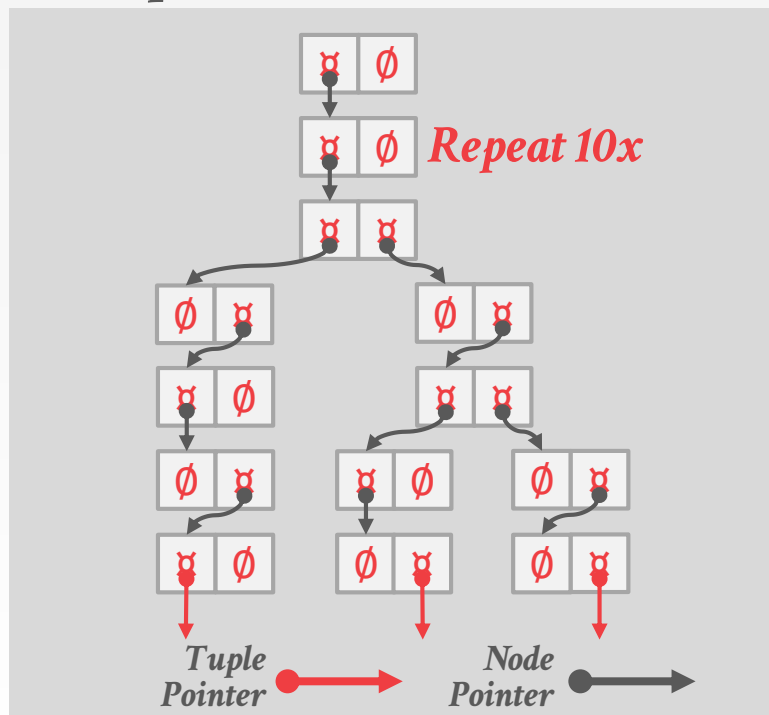 ¤ Ø
¤ Ø
Repeat 10x
¤ ¤
Ø ¤ Ø ¤
¤ Ø ¤ ¤
Ø ¤ ¤ Ø Ø ¤
¤ Ø Ø ¤ Ø ¤
Tuple
Pointer
Node
Pointer